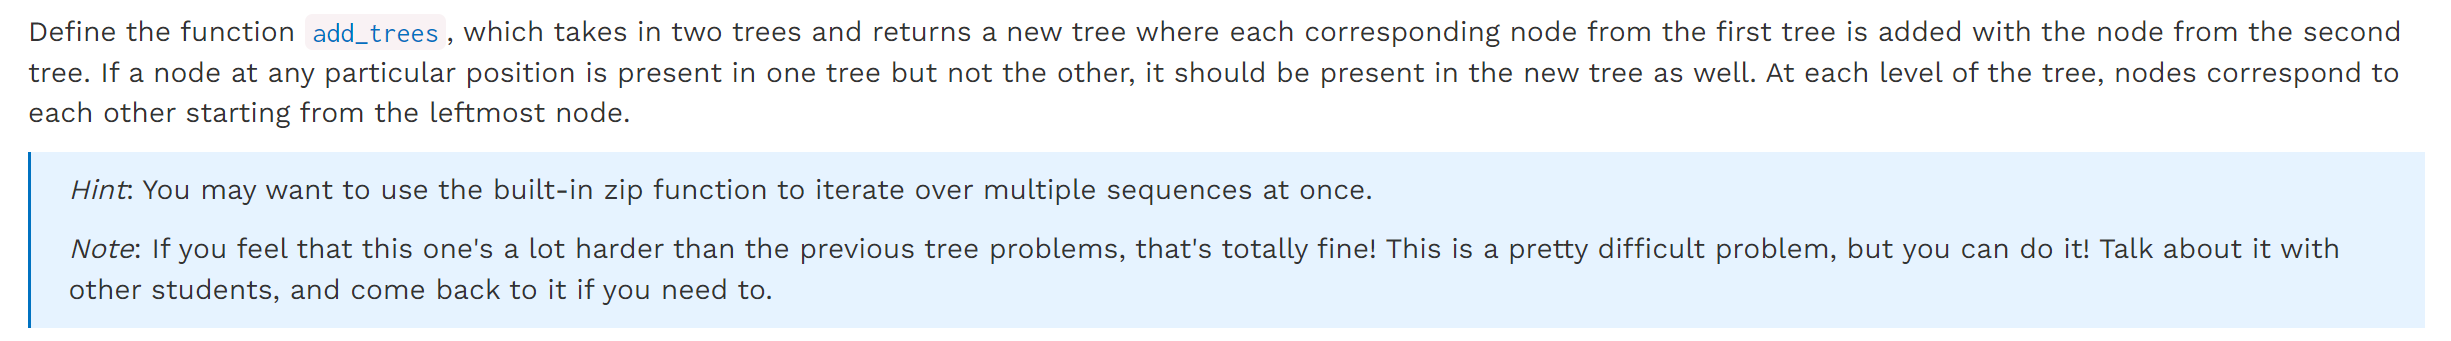 Define the function add_trees, which takes in two trees and returns a new tree where each corresponding node from the first tree is added with the node from the second
tree. If a node at any particular position is present in one tree but not the other, it should be present in the new tree as well. At each level of the tree, nodes correspond to
each other starting from the leftmost node.
Hint: You may want to use the built-in zip function to iterate over multiple sequences at once.
Note: If you feel that this one's a lot harder than the previous tree problems, that's totally fine! This is a pretty difficult problem, but you can do it! Talk about it with
other students, and come back to it if you need to.